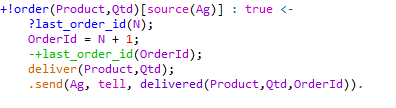 +!order(Product,Qtd)[source(Ag)] : true <-
?last_order_id(N);
OrderId = N + 1;
-+last_order_id(OrderId);
deliver(Product,Qtd);
.send(Ag, tell, delivered(Product,Qtd,OrderId)).